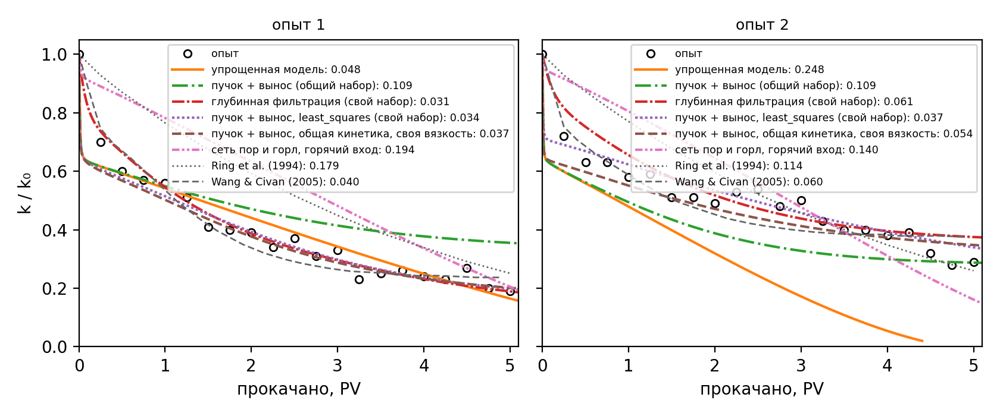 опыт 1
опыт 2
k / k₀
1.0
0.8
0.6
0.4
0.2
0.0
опыт
упрощенная модель: 0.048
пучок + вынос (общий набор): 0.109
глубинная фильтрация (свой набор): 0.031
пучок + вынос, least_squares (свой набор): 0.034
пучок + вынос, общая кинетика, своя вязкость: 0.037
сеть пор и горл, горячий вход: 0.194
Ring et al. (1994): 0.179
Wang & Civan (2005): 0.040
опыт
упрощенная модель: 0.248
пучок + вынос (общий набор): 0.109
глубинная фильтрация (свой набор): 0.061
пучок + вынос, least_squares (свой набор): 0.037
пучок + вынос, общая кинетика, своя вязкость: 0.054
сеть пор и горл, горячий вход: 0.140
Ring et al. (1994): 0.114
Wang & Civan (2005): 0.060
0 1 2 3 4 5
0 1 2 3 4 5
прокачано, PV
прокачано, PV